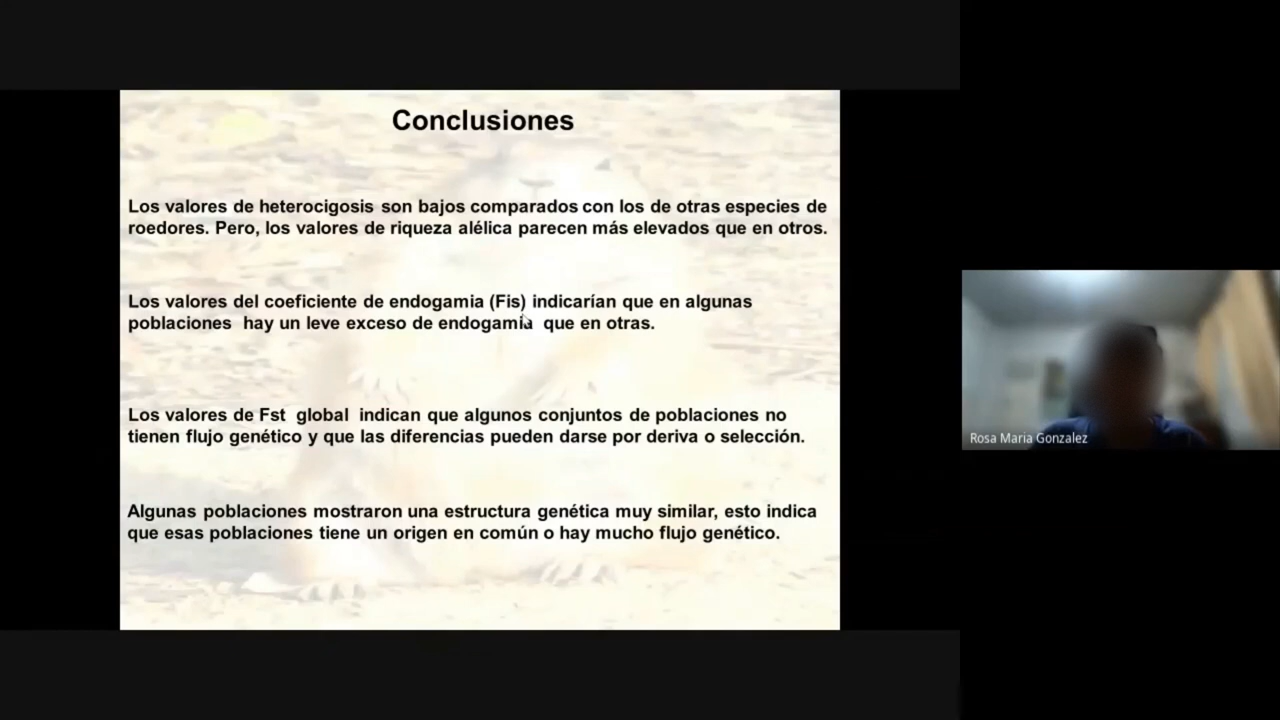 Conclusiones
Los valores de heterocigosis son bajos comparados con los de otras especies de
roedores. Pero, los valores de riqueza alélica parecen más elevados que en otros.
Los valores del coeficiente de endogamia (Fis) indicarían que en algunas
poblaciones hay un leve exceso de endogamia que en otras.
Los valores de Fst global indican que algunos conjuntos de poblaciones no
tienen flujo genético y que las diferencias pueden darse por deriva o selección.
Algunas poblaciones mostraron una estructura genética muy similar, esto indica
que esas poblaciones tiene un origen en común o hay mucho flujo genético.
Rosa Maria Gonzalez